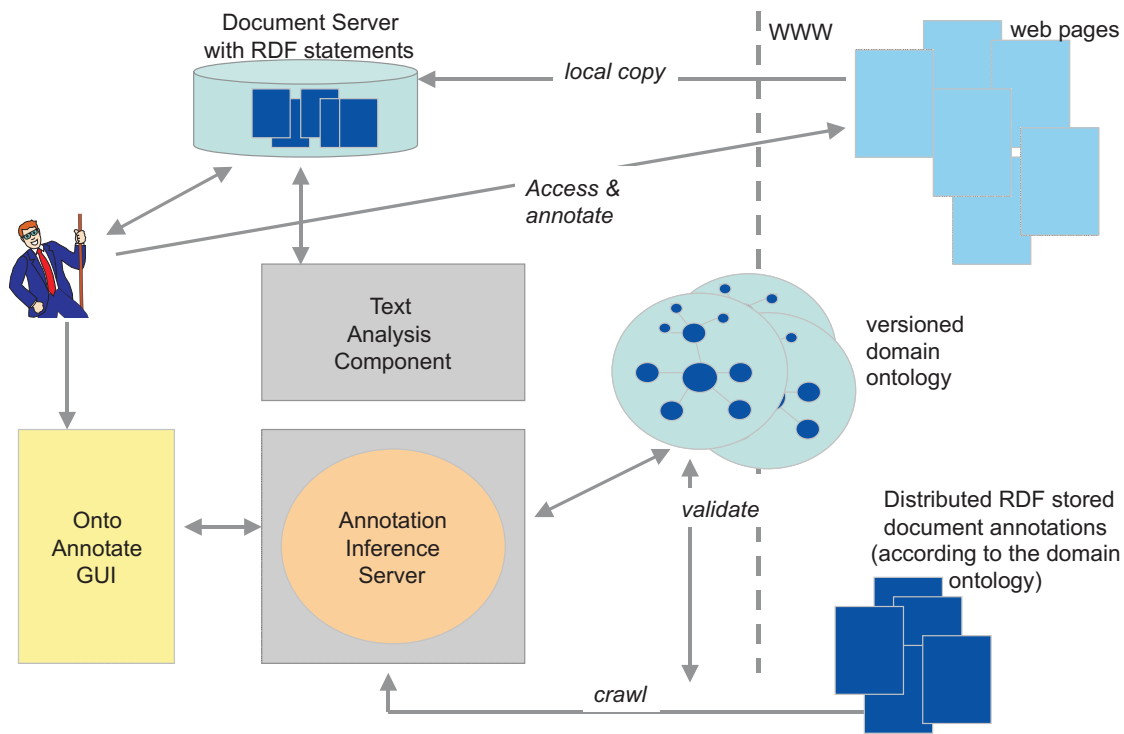 Document Server
with RDF statements
WWW
web pages
local copy
Access &
annotate
Text
Analysis
Component
versioned
domain
ontology
Onto
Annotate
GUI
Annotation
Inference
Server
validate
Distributed RDF stored
document annotations
(according to the domain
ontology)
crawl